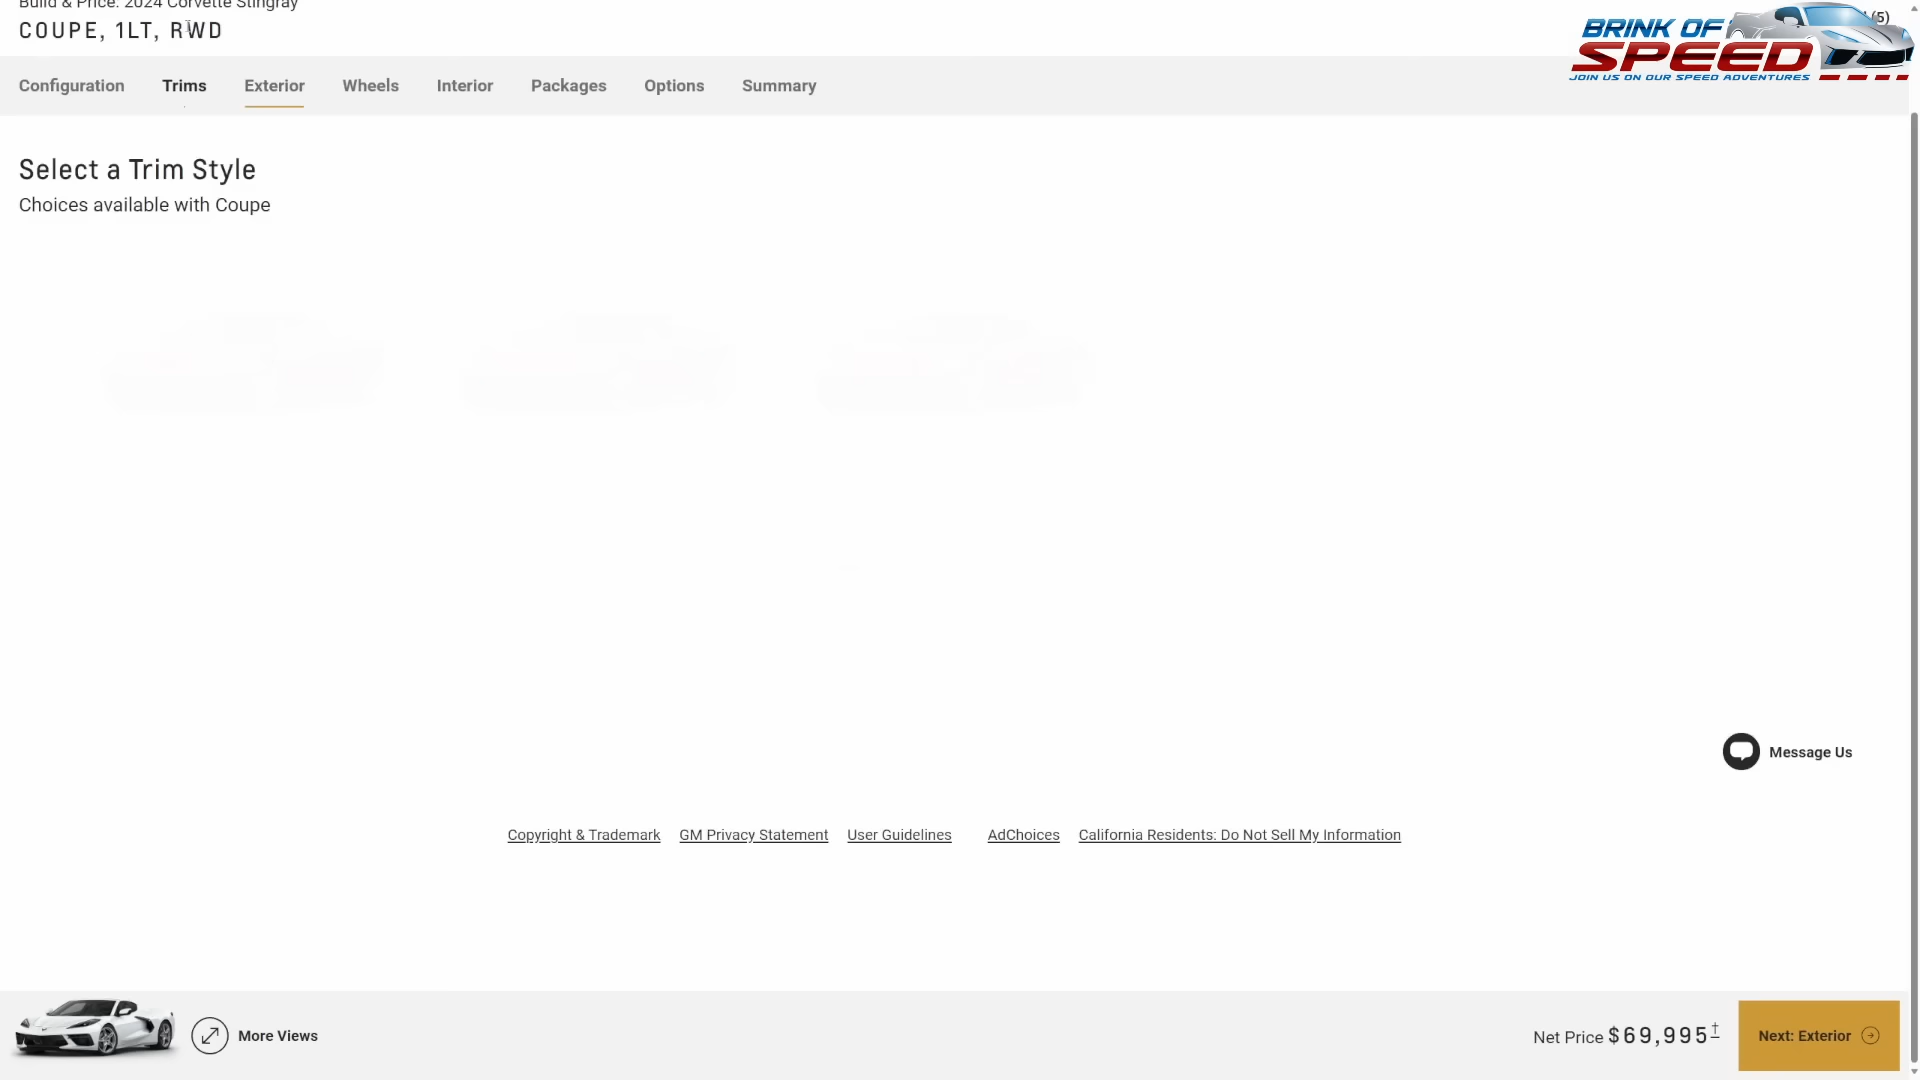 Build & Price: 2024 Corvette Stingray
COUPE, 1LT, RWD
(5)
BRINK OF
SPEED
JOIN US ON OUR SPEED ADVENTURES
Configuration Trims Exterior Wheels Interior Packages Options Summary
Select a Trim Style
Choices available with Coupe
Message Us
Copyright & Trademark GM Privacy Statement User Guidelines AdChoices California Residents: Do Not Sell My Information
More Views
Net Price $69,995†
Next: Exterior